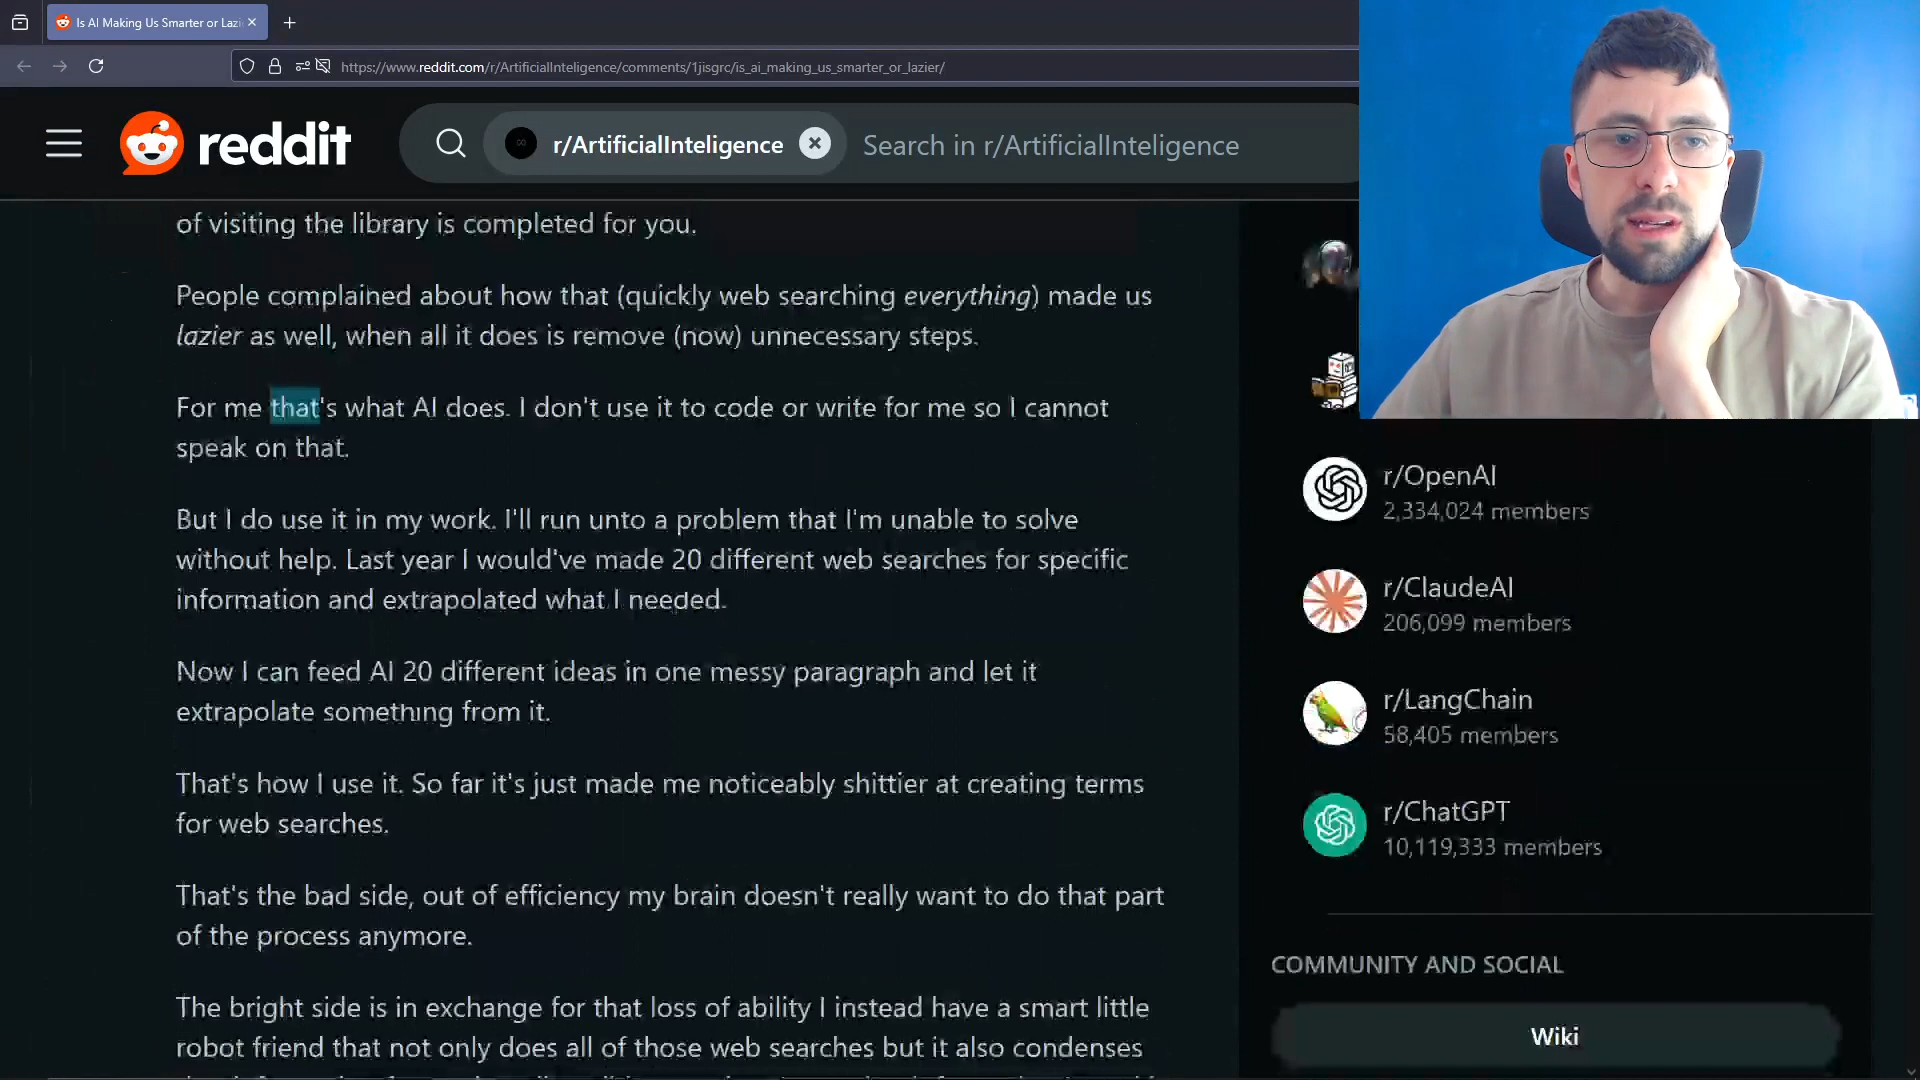 Is AI Making Us Smarter or Lazi
https://www.reddit.com/r/ArtificialInteligence/comments/1jisgrc/is_ai_making_us_smarter_or_lazier/
reddit
r/ArtificialInteligence
Search in r/ArtificialInteligence
of visiting the library is completed for you.
People complained about how that (quickly web searching everything) made us
lazier as well, when all it does is remove (now) unnecessary steps.
For me that's what AI does. I don't use it to code or write for me so I cannot
speak on that.
But I do use it in my work. I'll run unto a problem that I'm unable to solve
without help. Last year I would've made 20 different web searches for specific
information and extrapolated what I needed.
Now I can feed AI 20 different ideas in one messy paragraph and let it
extrapolate something from it.
That's how I use it. So far it's just made me noticeably shittier at creating terms
for web searches.
That's the bad side, out of efficiency my brain doesn't really want to do that part
of the process anymore.
The bright side is in exchange for that loss of ability I instead have a smart little
robot friend that not only does all of those web searches but it also condenses
r/OpenAI
2,334,024 members
r/ClaudeAI
206,099 members
r/LangChain
58,405 members
r/ChatGPT
10,119,333 members
COMMUNITY AND SOCIAL
Wiki